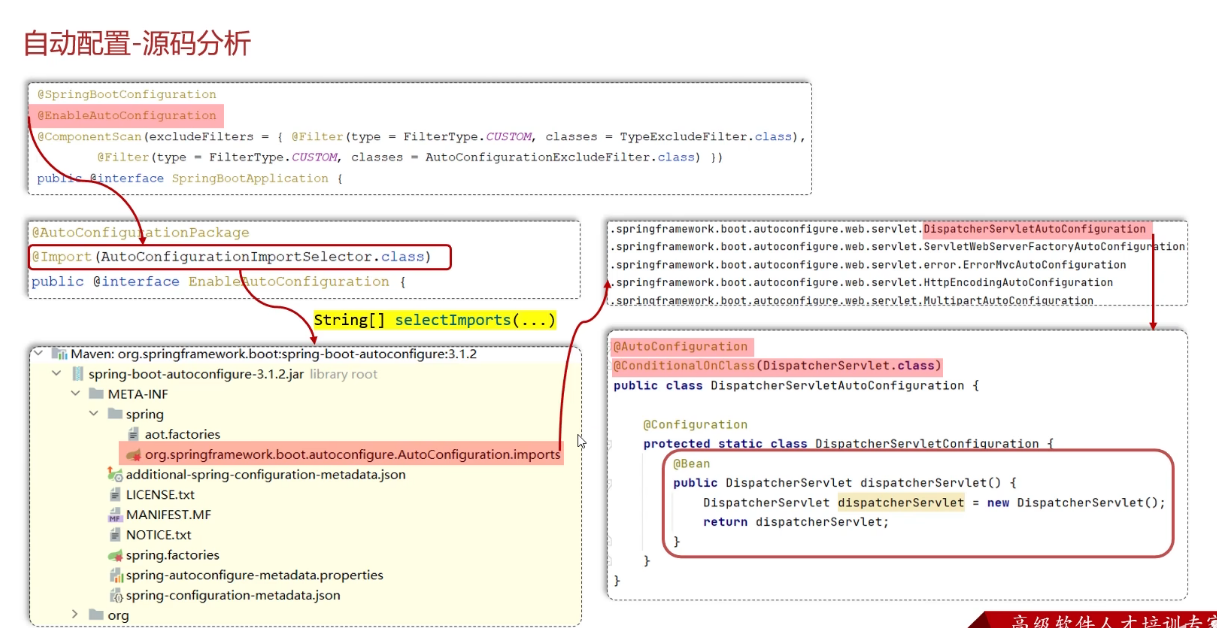 自动配置-源码分析
@SpringBootConfiguration
@EnableAutoConfiguration
@ComponentScan(excludeFilters = { @Filter(type = FilterType.CUSTOM, classes = TypeExcludeFilter.class),
@Filter(type = FilterType.CUSTOM, classes = AutoConfigurationExcludeFilter.class) })
public @interface SpringBootApplication {
@AutoConfigurationPackage
@Import(AutoConfigurationImportSelector.class)
public @interface EnableAutoConfiguration {
String[] selectImports(...)
Maven: org.springframework.boot:spring-boot-autoconfigure:3.1.2
spring-boot-autoconfigure-3.1.2.jar library root
META-INF
spring
aot.factories
org.springframework.boot.autoconfigure.AutoConfiguration.imports
additional-spring-configuration-metadata.json
LICENSE.txt
MANIFEST.MF
NOTICE.txt
spring.factories
spring-autoconfigure-metadata.properties
spring-configuration-metadata.json
org
.springframework.boot.autoconfigure.web.servlet.DispatcherServletAutoConfiguration
.springframework.boot.autoconfigure.web.servlet.ServletWebServerFactoryAutoConfiguration
.springframework.boot.autoconfigure.web.servlet.error.ErrorMvcAutoConfiguration
.springframework.boot.autoconfigure.web.servlet.HttpEncodingAutoConfiguration
.springframework.boot.autoconfigure.web.servlet.MultipartAutoConfiguration
@AutoConfiguration
@ConditionalOnClass(DispatcherServlet.class)
public class DispatcherServletAutoConfiguration {
@Configuration
protected static class DispatcherServletConfiguration {
@Bean
public DispatcherServlet dispatcherServlet() {
DispatcherServlet dispatcherServlet = new DispatcherServlet();
return dispatcherServlet;
}
}
}
高级软件人才培训专家